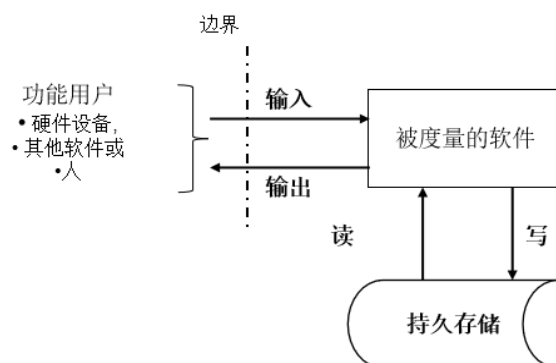 边界
功能用户
• 硬件设备,
• 其他软件或
•人
输入
输出
被度量的软件
读
写
持久存储